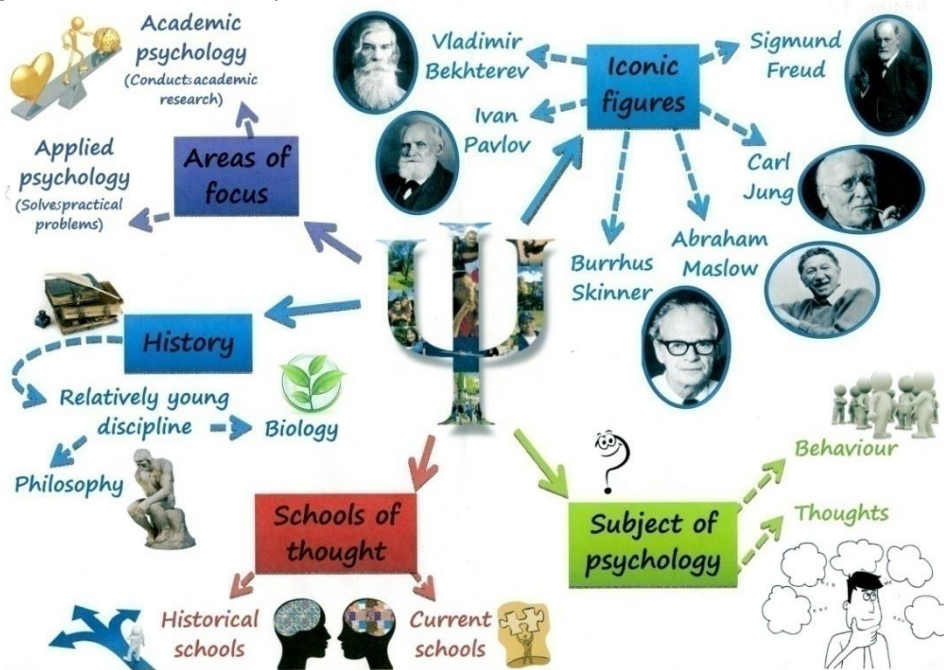 Academic
psychology
(Conducts academic
research)
Applied
psychology
(Solves practical
problems)
Areas of
focus
Vladimir
Bekhterev
Ivan
Pavlov
Iconic
figures
Sigmund
Freud
Carl
Jung
Abraham
Maslow
Burrhus
Skinner
History
Relatively young
discipline
Biology
Philosophy
Schools of
thought
Historical
schools
Current
schools
Subject of
psychology
Behaviour
Thoughts